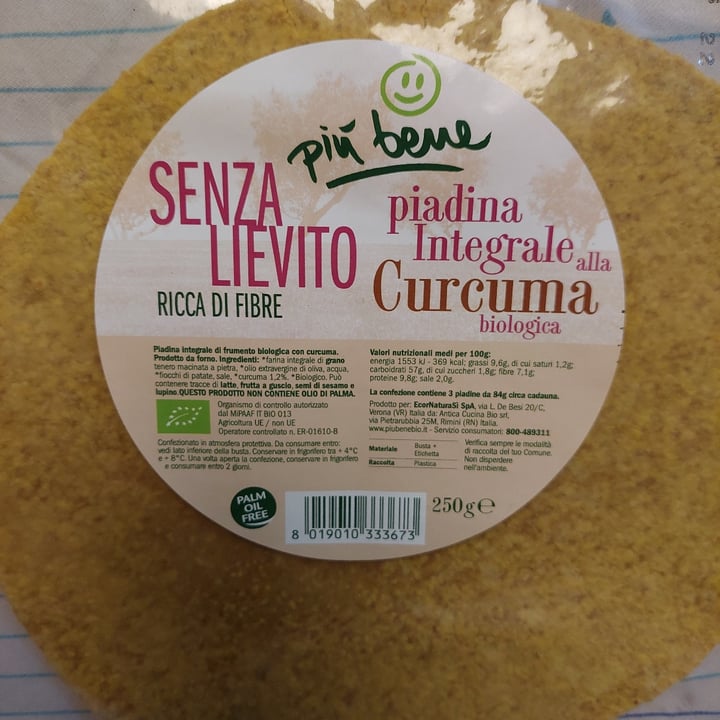 più bene
SENZA
LIEVITO
RICCA DI FIBRE
piadina
Integrale
alla
Curcuma
biologica
Piadina integrale di frumento biologica con curcuma.
Prodotto da forno. Ingredienti: *farina integrale di grano
tenero macinata a pietra, *olio extravergine di oliva, acqua,
*fiocchi di patate, sale, *curcuma 1,2%. *Biologico. Può
contenere tracce di latte, frutta a guscio, semi di sesamo e
lupino QUESTO PRODOTTO NON CONTIENE OLIO DI PALMA.
Organismo di controllo autorizzato
dal MiPAAF IT BIO 013
Agricoltura UE / non UE
Operatore controllato n. ER-01610-B
Confezionato in atmosfera protettiva. Da consumare entro:
vedi lato inferiore della busta. Conservare in frigorifero tra + 4°C
e + 8°C. Una volta aperta la confezione, conservare in frigorifero
e consumare entro 2 giorni.
Valori nutrizionali medi per 100g:
energia 1553 kJ - 369 kcal; grassi 9,6g, di cui saturi 1,2g;
carboidrati 57g, di cui zuccheri 1,8g; fibre 7,1g;
proteine 9,8g; sale 2,0g.
La confezione contiene 3 piadine da 84g circa cadauna.
Prodotto per: EcorNaturaSì SpA, via L. De Besi 20/C,
Verona (VR) Italia da: Antica Cucina Bio srl,
via Pietrarubbia 25M, Rimini (RN) Italia.
www.piubenebio.it - Servizio consumatori: 800-489311
Materiale Busta + Etichetta
Raccolta Plastica
Verifica sempre le modalità
di raccolta del tuo Comune.
Non disperdere
nell'ambiente.
PALM
OIL
FREE
8 019010 333673
250g e